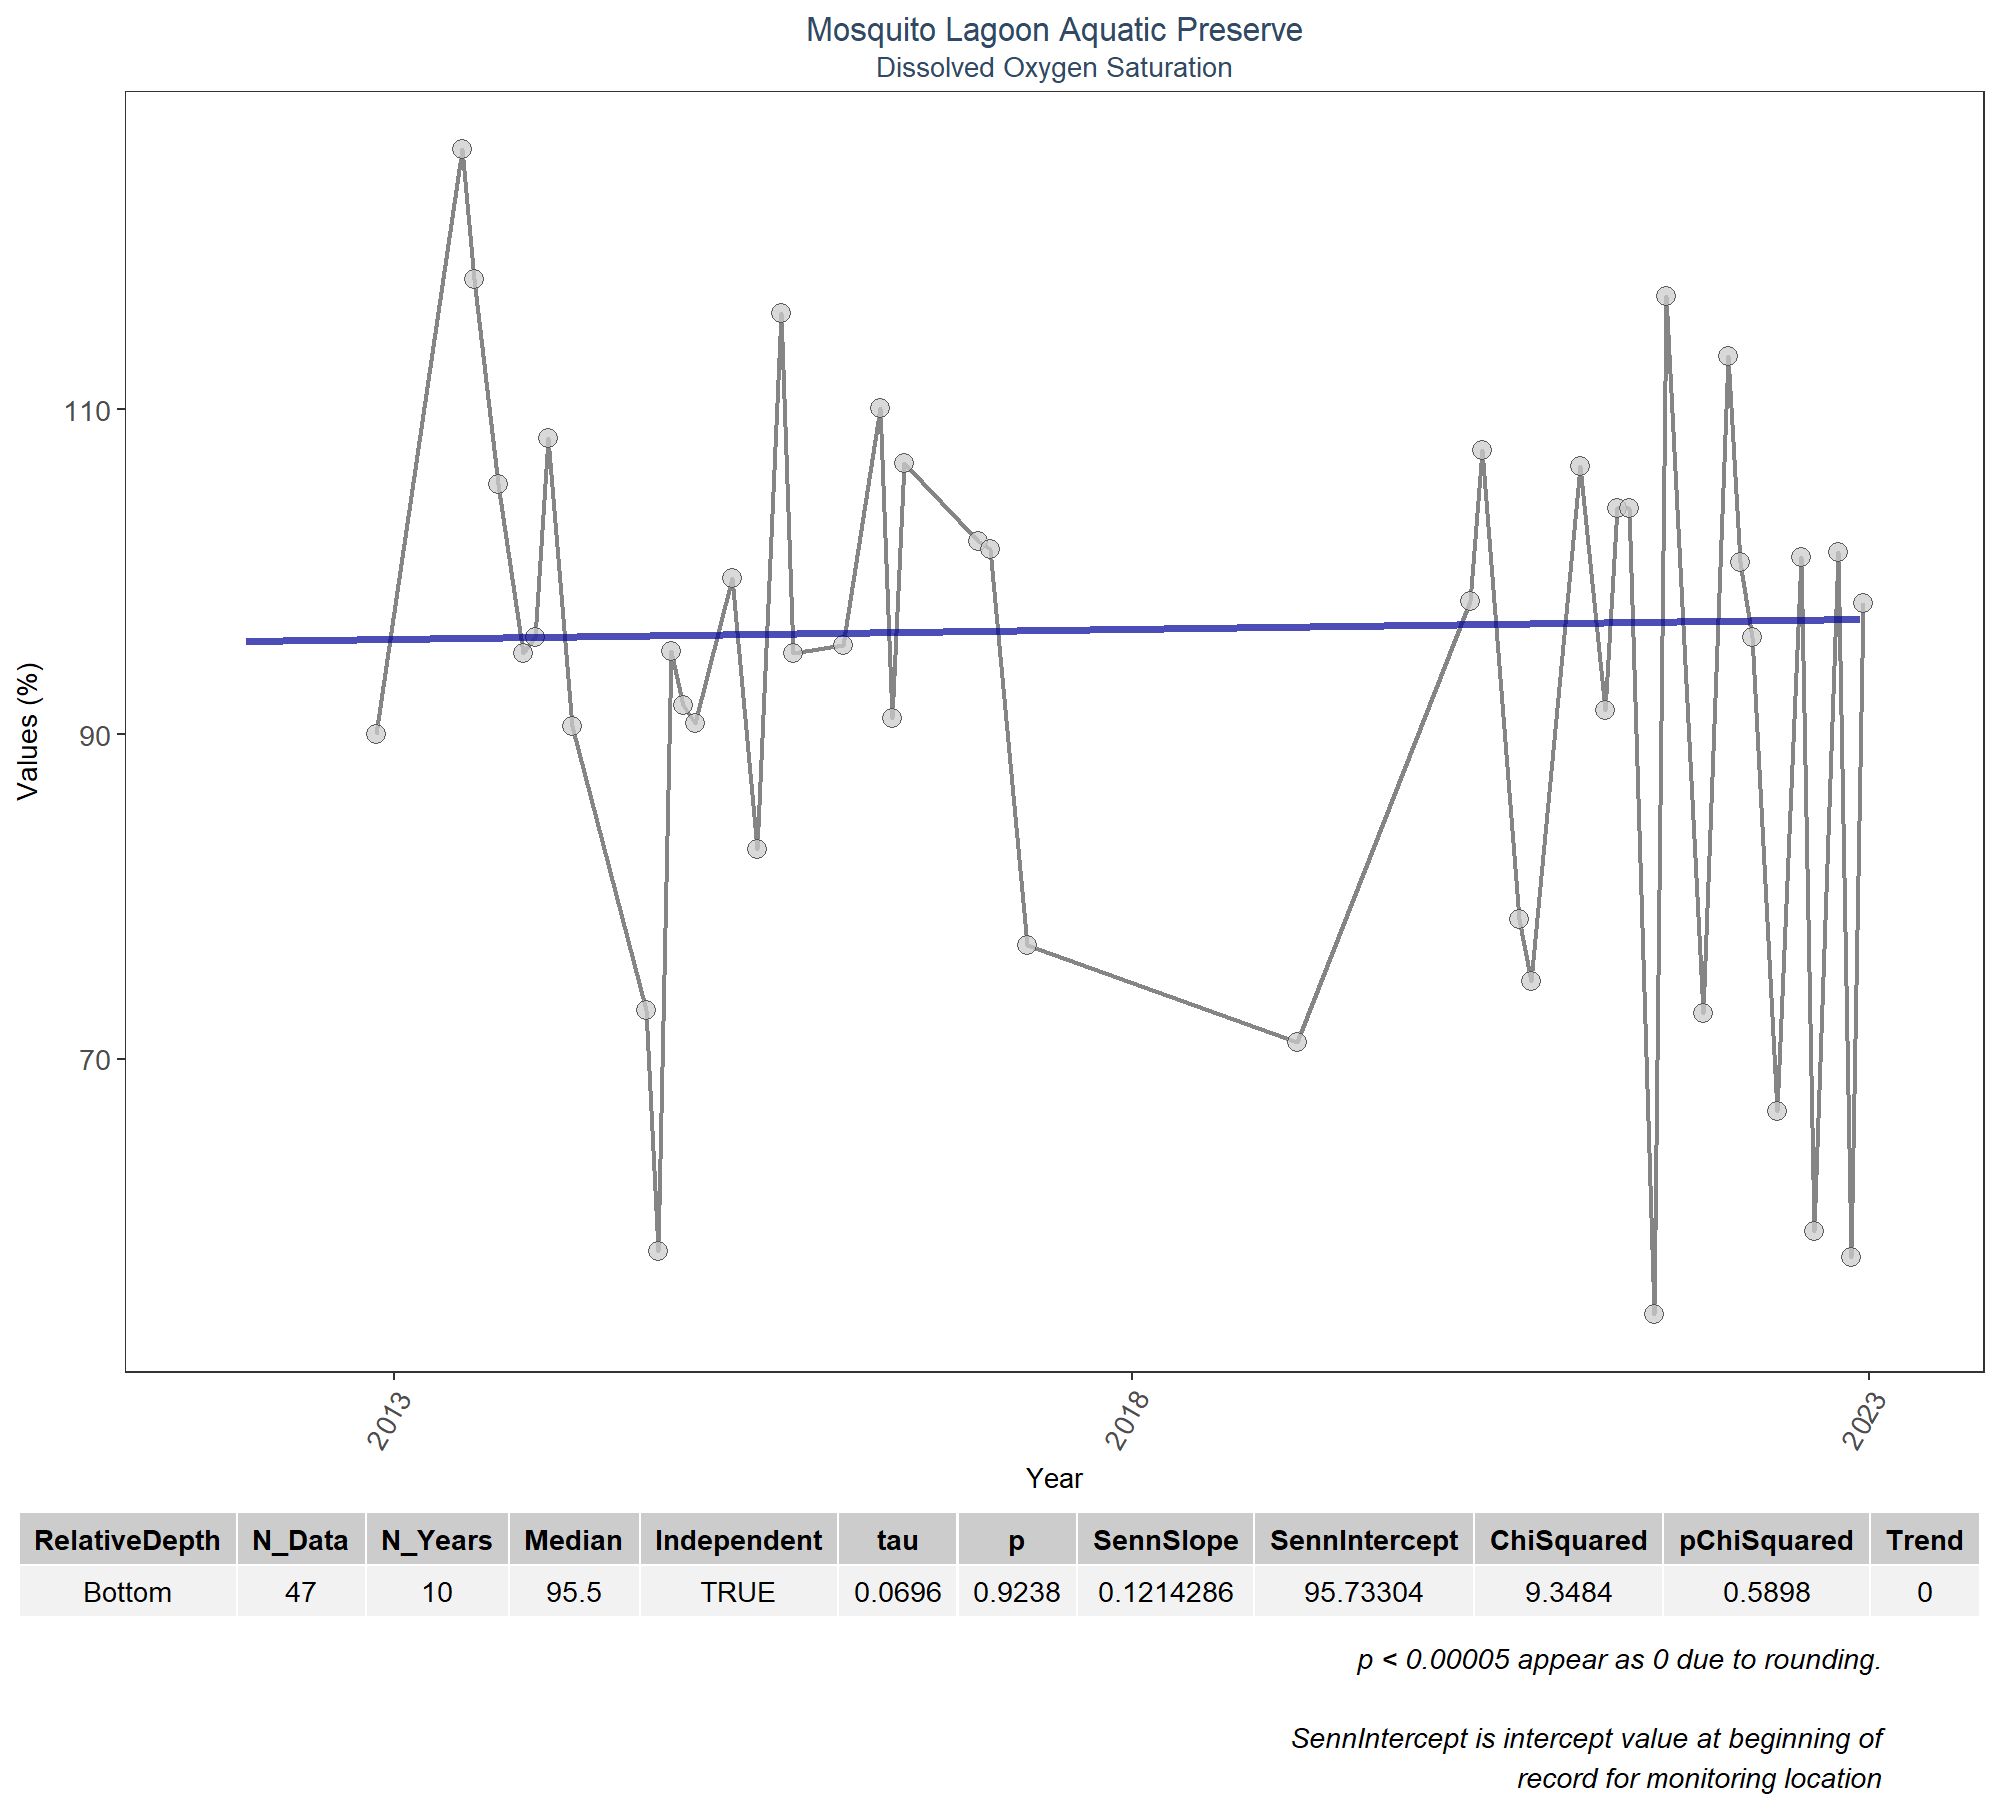 Mosquito Lagoon Aquatic Preserve
Dissolved Oxygen Saturation
110
90
70
Values (%)
2013 2018 2023
Year
RelativeDepth N_Data N_Years Median Independent tau p SennSlope SennIntercept ChiSquared pChiSquared Trend
Bottom 47 10 95.5 TRUE 0.0696 0.9238 0.1214286 95.73304 9.3484 0.5898 0
p < 0.00005 appear as 0 due to rounding.
SennIntercept is intercept value at beginning of
record for monitoring location